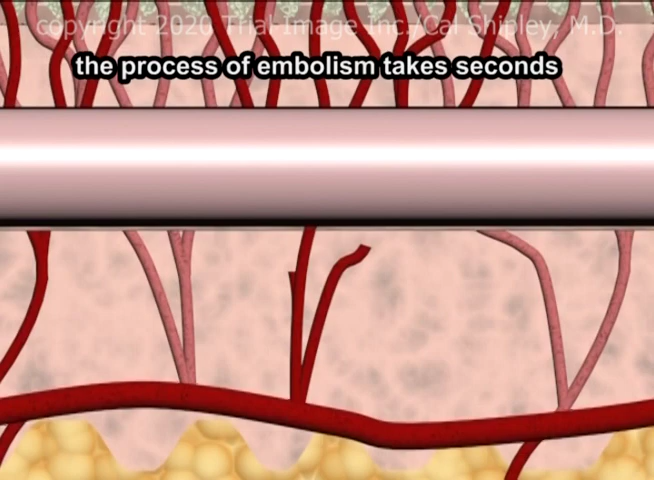 copyright 2020 Trial Image Inc./Cal Shipley, M.D.
the process of embolism takes seconds